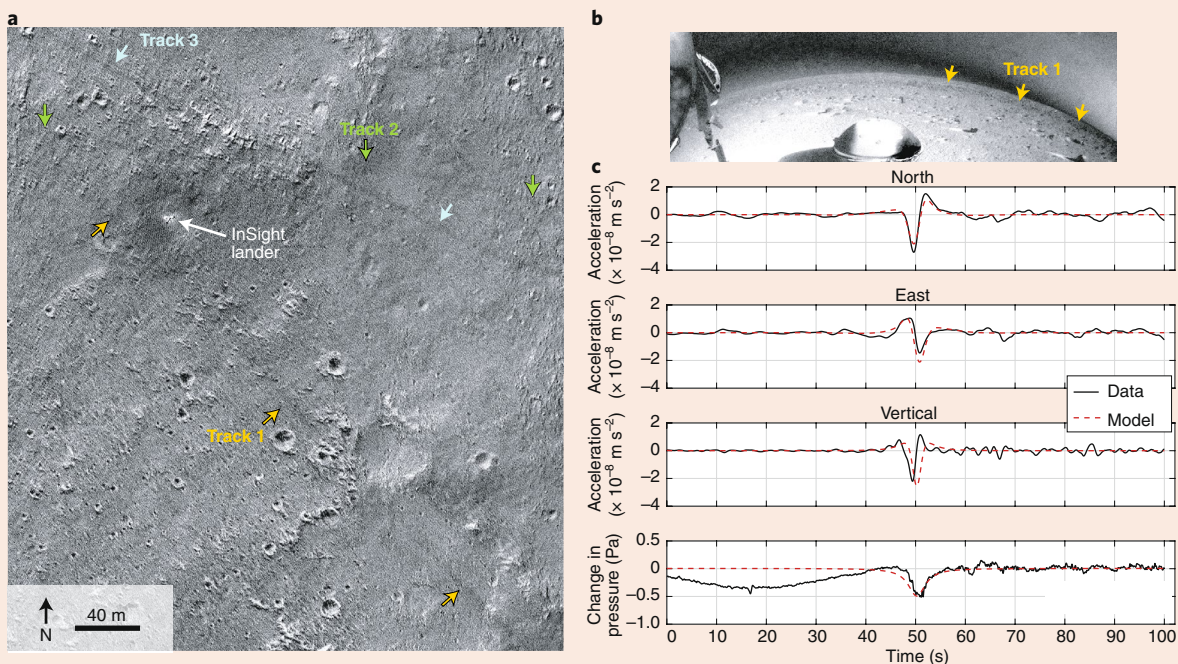 a
Track 3
Track 2
InSight
lander
Track 1
40 m
N
b
Track 1
c
North
Acceleration
(× 10⁻⁸ m s⁻²)
2
0
−2
−4
East
Acceleration
(× 10⁻⁸ m s⁻²)
2
0
−2
−4
Data
Model
Vertical
Acceleration
(× 10⁻⁸ m s⁻²)
2
0
−2
−4
Change in
pressure (Pa)
0.5
0
−0.5
−1.0
0 10 20 30 40 50 60 70 80 90 100
Time (s)